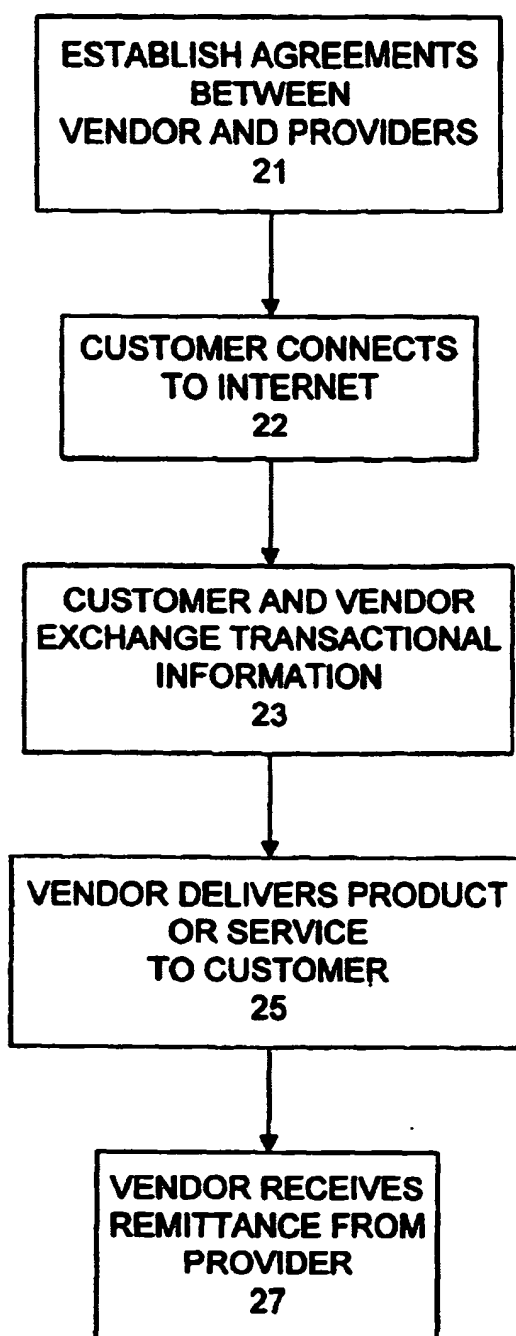 ESTABLISH AGREEMENTS
BETWEEN
VENDOR AND PROVIDERS
21
CUSTOMER CONNECTS
TO INTERNET
22
CUSTOMER AND VENDOR
EXCHANGE TRANSACTIONAL
INFORMATION
23
VENDOR DELIVERS PRODUCT
OR SERVICE
TO CUSTOMER
25
VENDOR RECEIVES
REMITTANCE FROM
PROVIDER
27